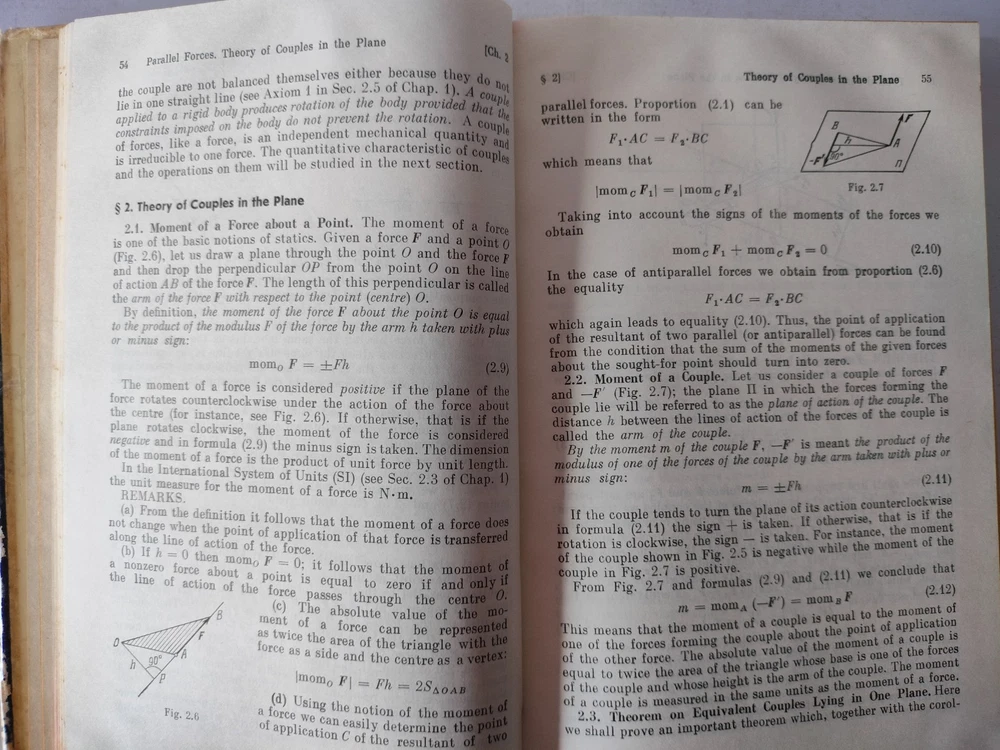 54 Parallel Forces. Theory of Couples in the Plane [Ch. 2
the couple are not balanced themselves either because they do not
lie in one straight line (see Axiom 1 in Sec. 2.5 of Chap. 1). A couple
applied to a rigid body produces rotation of the body provided that the
constraints imposed on the body do not prevent the rotation. A couple
of forces, like a force, is an independent mechanical quantity and
is irreducible to one force. The quantitative characteristic of couples
and the operations on them will be studied in the next section.
§ 2. Theory of Couples in the Plane
2.1. Moment of a Force about a Point. The moment of a force
is one of the basic notions of statics. Given a force F and a point O
(Fig. 2.6), let us draw a plane through the point O and the force F
and then drop the perpendicular OP from the point O on the line
of action AB of the force F. The length of this perpendicular is called
the arm of the force F with respect to the point (centre) O.
By definition, the moment of the force F about the point O is equal
to the product of the modulus F of the force by the arm h taken with plus
or minus sign:
mom_O F = ±Fh (2.9)
The moment of a force is considered positive if the plane of the
force rotates counterclockwise under the action of the force about
the centre (for instance, see Fig. 2.6). If otherwise, that is if the
plane rotates clockwise, the moment of the force is considered
negative and in formula (2.9) the minus sign is taken. The dimension
of the moment of a force is the product of unit force by unit length.
In the International System of Units (SI) (see Sec. 2.3 of Chap. 1)
the unit measure for the moment of a force is N·m.
REMARKS.
(a) From the definition it follows that the moment of a force does
not change when the point of application of that force is transferred
along the line of action of the force.
(b) If h = 0 then mom_O F = 0; it follows that the moment of
a nonzero force about a point is equal to zero if and only if
the line of action of the force passes through the centre O.
(c) The absolute value of the mo-
ment of a force can be represented
as twice the area of the triangle with the
force as a side and the centre as a vertex:
|mom_O F| = Fh = 2S_△OAB
(d) Using the notion of the moment of
a force we can easily determine the point
of application C of the resultant of two
O
B
F
A
h
90°
P
Fig. 2.6
§ 2] Theory of Couples in the Plane 55
parallel forces. Proportion (2.1) can be
written in the form
F₁·AC = F₂·BC
which means that
|mom_C F₁| = |mom_C F₂|
B
F
h
A
-F'
90°
Π
Fig. 2.7
Taking into account the signs of the moments of the forces we
obtain
mom_C F₁ + mom_C F₂ = 0 (2.10)
In the case of antiparallel forces we obtain from proportion (2.6)
the equality
F₁·AC = F₂·BC
which again leads to equality (2.10). Thus, the point of application
of the resultant of two parallel (or antiparallel) forces can be found
from the condition that the sum of the moments of the given forces
about the sought-for point should turn into zero.
2.2. Moment of a Couple. Let us consider a couple of forces F
and —F' (Fig. 2.7); the plane Π in which the forces forming the
couple lie will be referred to as the plane of action of the couple. The
distance h between the lines of action of the forces of the couple is
called the arm of the couple.
By the moment m of the couple F, —F' is meant the product of the
modulus of one of the forces of the couple by the arm taken with plus or
minus sign:
m = ±Fh (2.11)
If the couple tends to turn the plane of its action counterclockwise
in formula (2.11) the sign + is taken. If otherwise, that is if the
rotation is clockwise, the sign — is taken. For instance, the moment
of the couple shown in Fig. 2.5 is negative while the moment of the
couple in Fig. 2.7 is positive.
From Fig. 2.7 and formulas (2.9) and (2.11) we conclude that
m = mom_A (—F') = mom_B F (2.12)
This means that the moment of a couple is equal to the moment of
one of the forces forming the couple about the point of application
of the other force. The absolute value of the moment of a couple is
equal to twice the area of the triangle whose base is one of the forces
of the couple and whose height is the arm of the couple. The moment
of a couple is measured in the same units as the moment of a force.
2.3. Theorem on Equivalent Couples Lying in One Plane. Here
we shall prove an important theorem which, together with the corol-